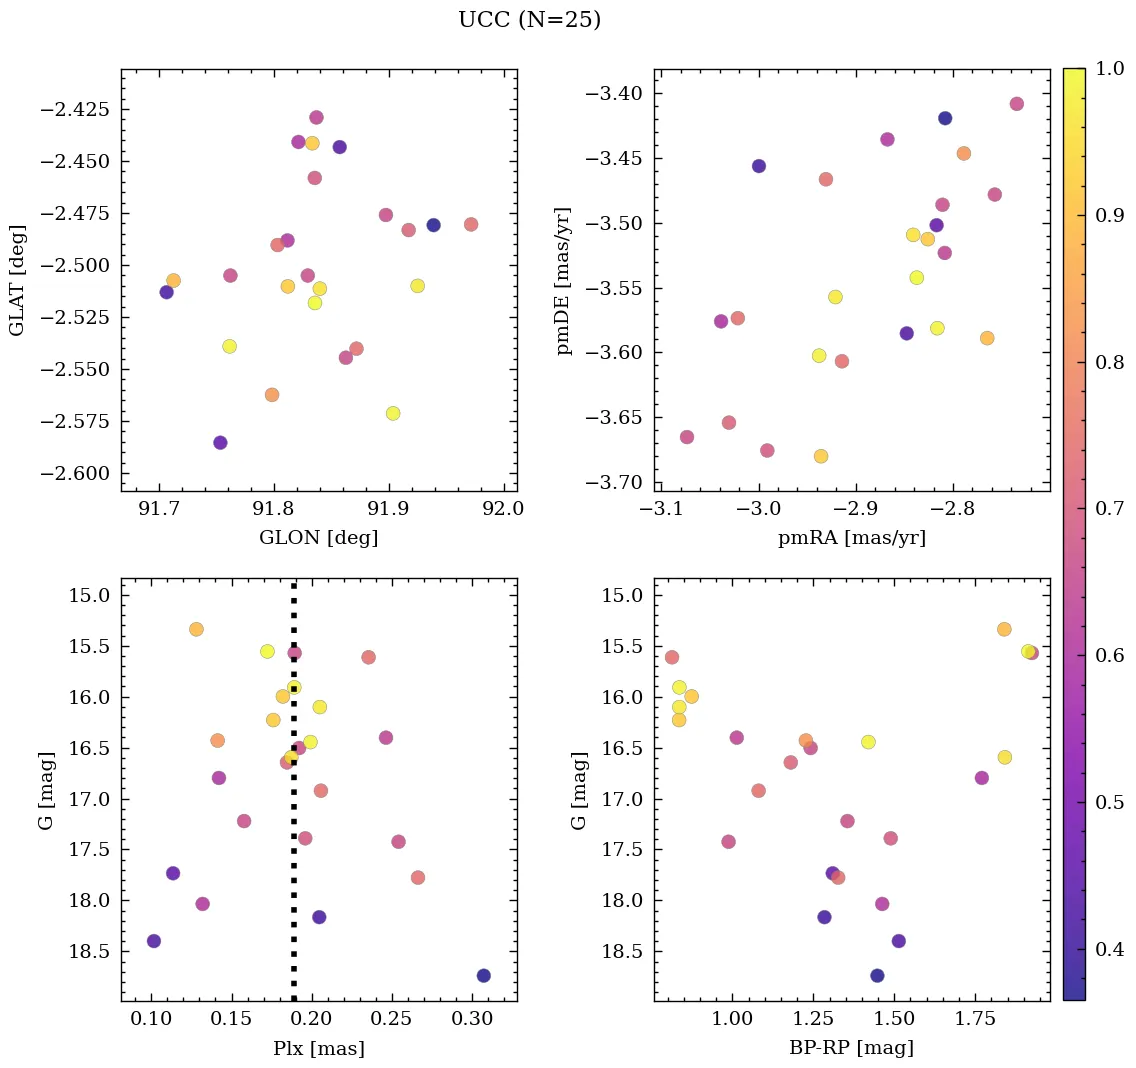 UCC (N=25)
−2.425
−2.450
−2.475
−2.500
−2.525
−2.550
−2.575
−2.600
GLAT [deg]
91.7 91.8 91.9 92.0
GLON [deg]
−3.40
−3.45
−3.50
−3.55
−3.60
−3.65
−3.70
pmDE [mas/yr]
−3.1 −3.0 −2.9 −2.8
pmRA [mas/yr]
15.0
15.5
16.0
16.5
17.0
17.5
18.0
18.5
G [mag]
0.10 0.15 0.20 0.25 0.30
Plx [mas]
15.0
15.5
16.0
16.5
17.0
17.5
18.0
18.5
G [mag]
1.00 1.25 1.50 1.75
BP-RP [mag]
1.0
0.9
0.8
0.7
0.6
0.5
0.4